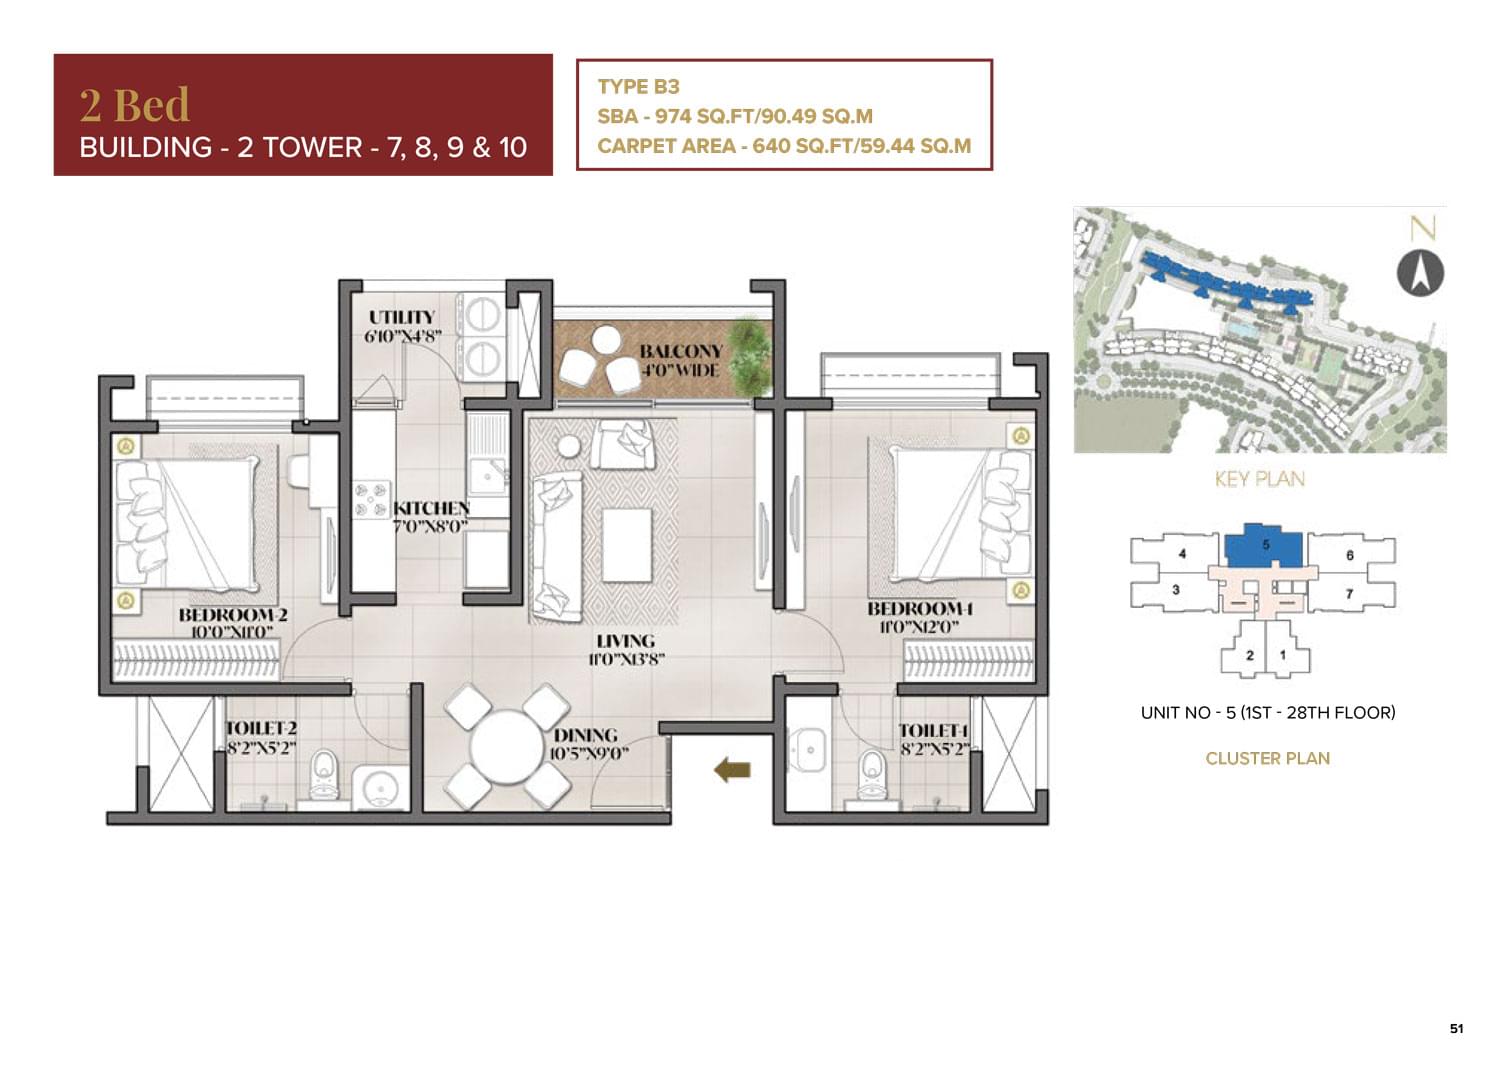 2 Bed
BUILDING - 2 TOWER - 7, 8, 9 & 10
TYPE B3
SBA - 974 SQ.FT/90.49 SQ.M
CARPET AREA - 640 SQ.FT/59.44 SQ.M
N
KEY PLAN
UTILITY
6'10"X4'8"
BALCONY
4'0" WIDE
KITCHEN
7'0"X8'0"
BEDROOM-2
10'0"X11'0"
BEDROOM-1
11'0"X12'0"
LIVING
11'0"X13'8"
TOILET-2
8'2"X5'2"
DINING
10'5"X9'0"
TOILET-1
8'2"X5'2"
4
5
6
3
7
2
1
UNIT NO - 5 (1ST - 28TH FLOOR)
CLUSTER PLAN
51